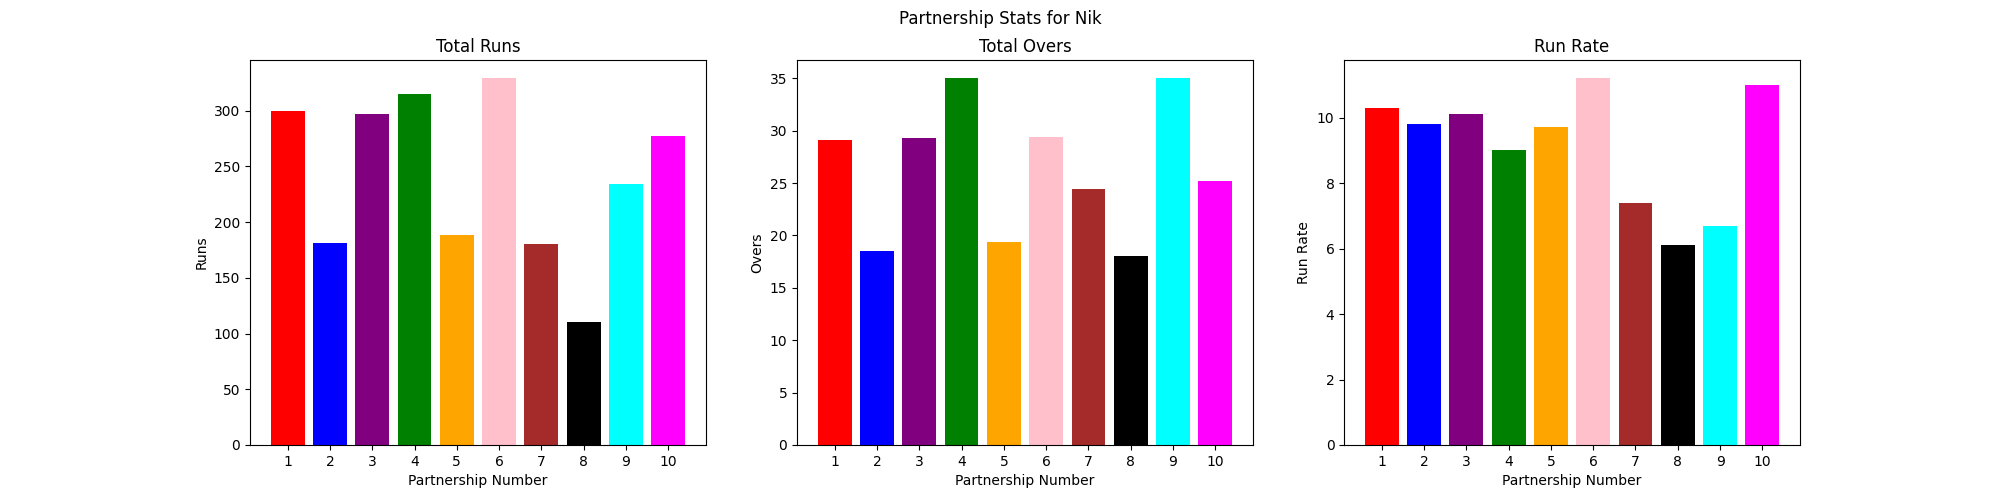 Partnership Stats for Nik
Total Runs
Runs
300
250
200
150
100
50
0
1 2 3 4 5 6 7 8 9 10
Partnership Number
Total Overs
Overs
35
30
25
20
15
10
5
0
1 2 3 4 5 6 7 8 9 10
Partnership Number
Run Rate
Run Rate
10
8
6
4
2
0
1 2 3 4 5 6 7 8 9 10
Partnership Number